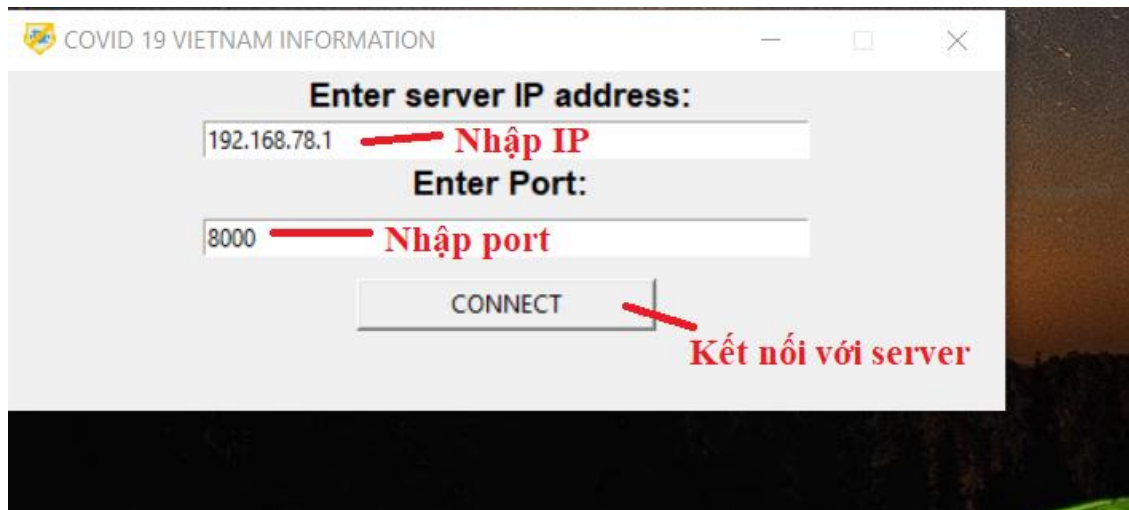 COVID 19 VIETNAM INFORMATION
Enter server IP address:
192.168.78.1 Nhập IP
Enter Port:
8000 Nhập port
CONNECT
Kết nối với server